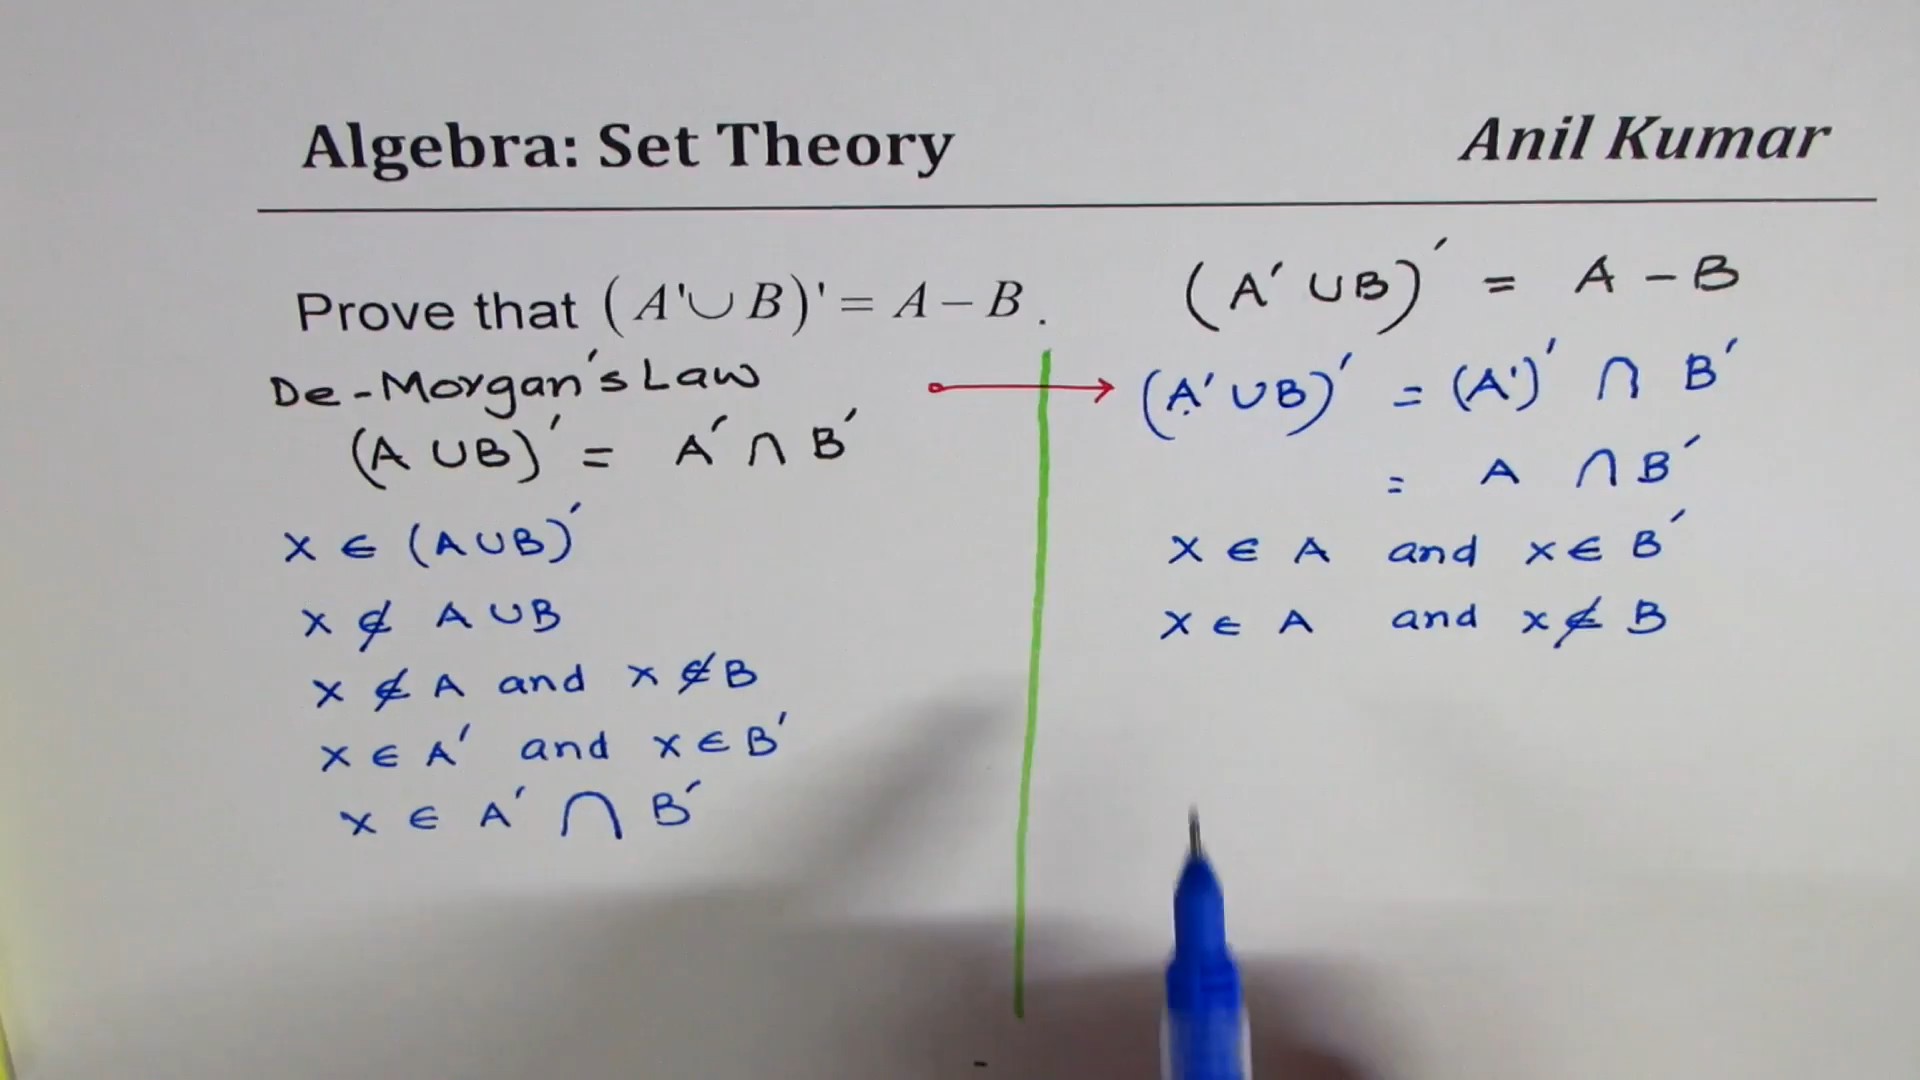 Algebra: Set Theory
Anil Kumar
Prove that (A'∪B)' = A − B.
De-Morgan's Law
(A ∪B)' = A' ∩ B'
x ∈ (A∪B)'
x ∉ A ∪B
x ∉ A and x ∉ B
x ∈ A' and x ∈ B'
x ∈ A' ∩ B'
(A' ∪B)' = A − B
(A' ∪B)' = (A')' ∩ B'
= A ∩ B'
x ∈ A and x ∈ B'
x ∈ A and x ∉ B